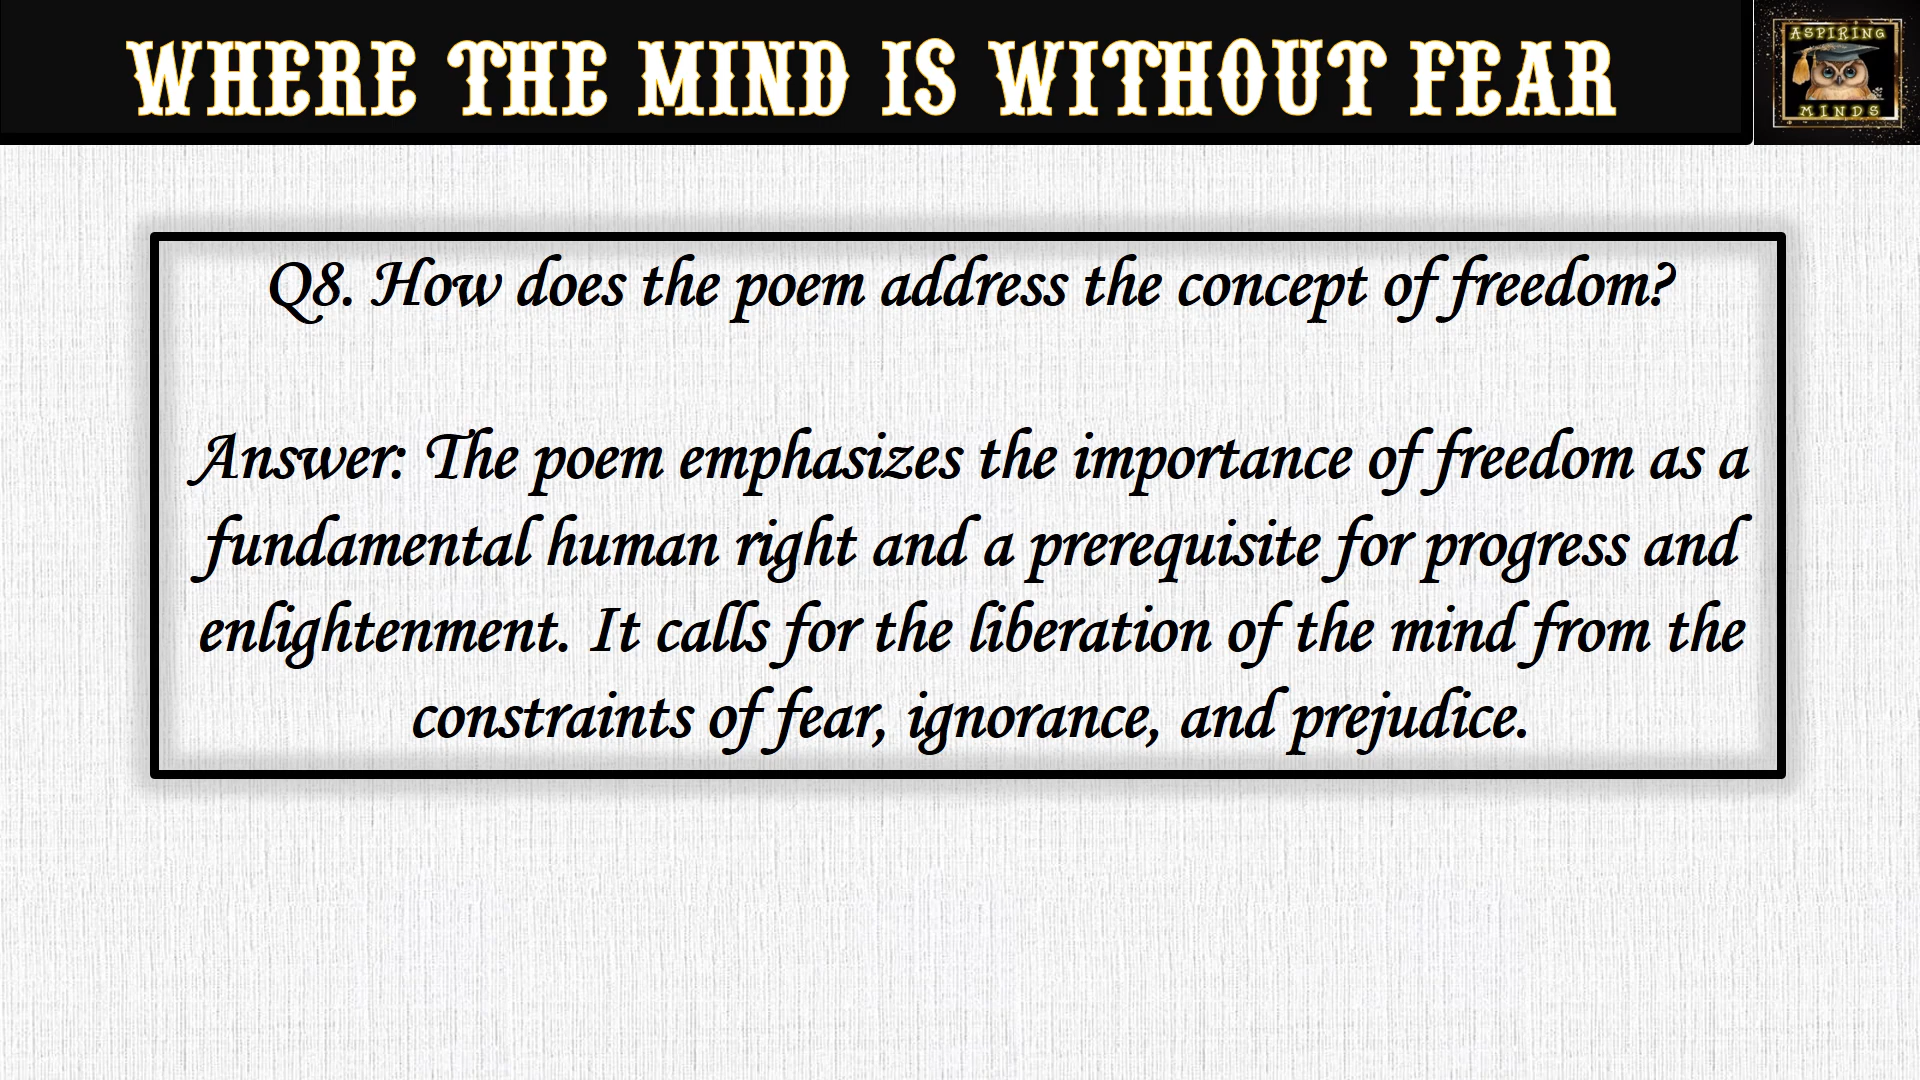 WHERE THE MIND IS WITHOUT FEAR
ASPIRING
MINDS
Q8. How does the poem address the concept of freedom?
Answer: The poem emphasizes the importance of freedom as a
fundamental human right and a prerequisite for progress and
enlightenment. It calls for the liberation of the mind from the
constraints of fear, ignorance, and prejudice.